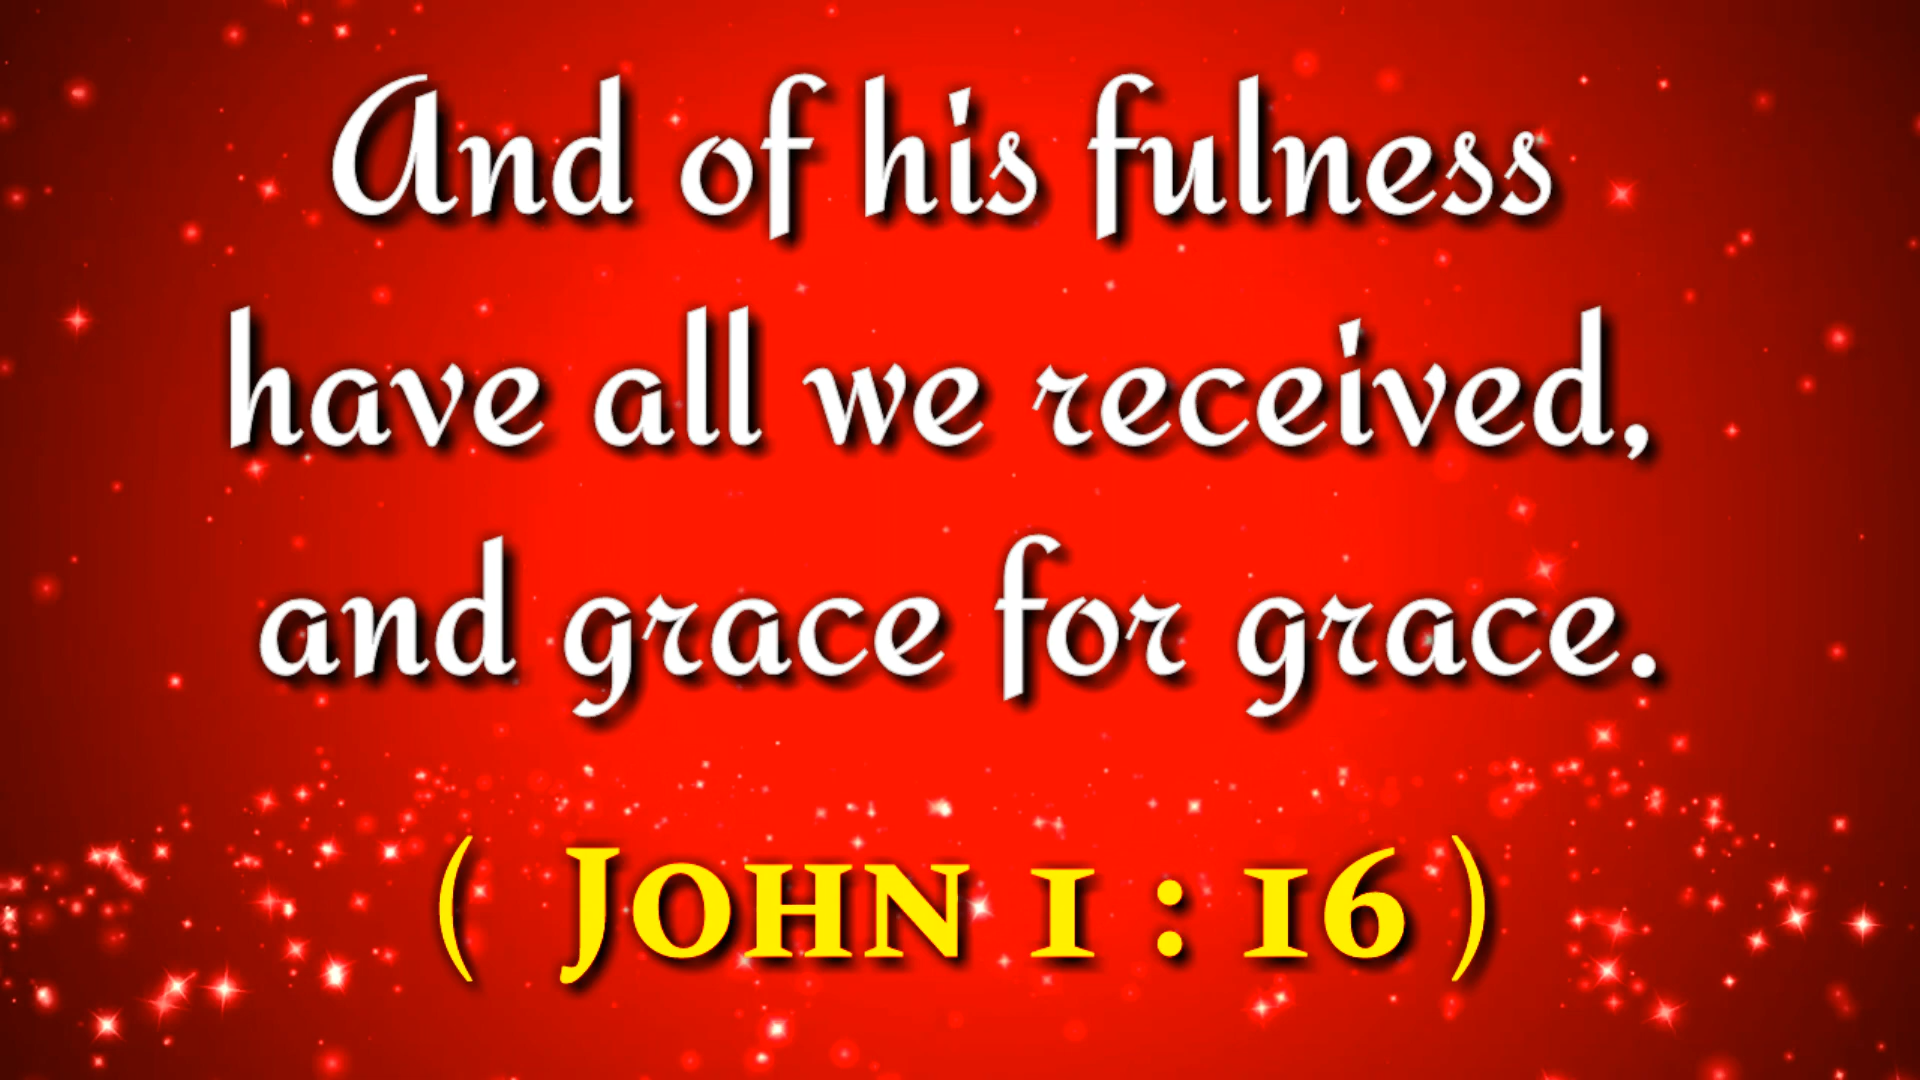 And of his fulness
have all we received,
and grace for grace.
( John 1 : 16 )